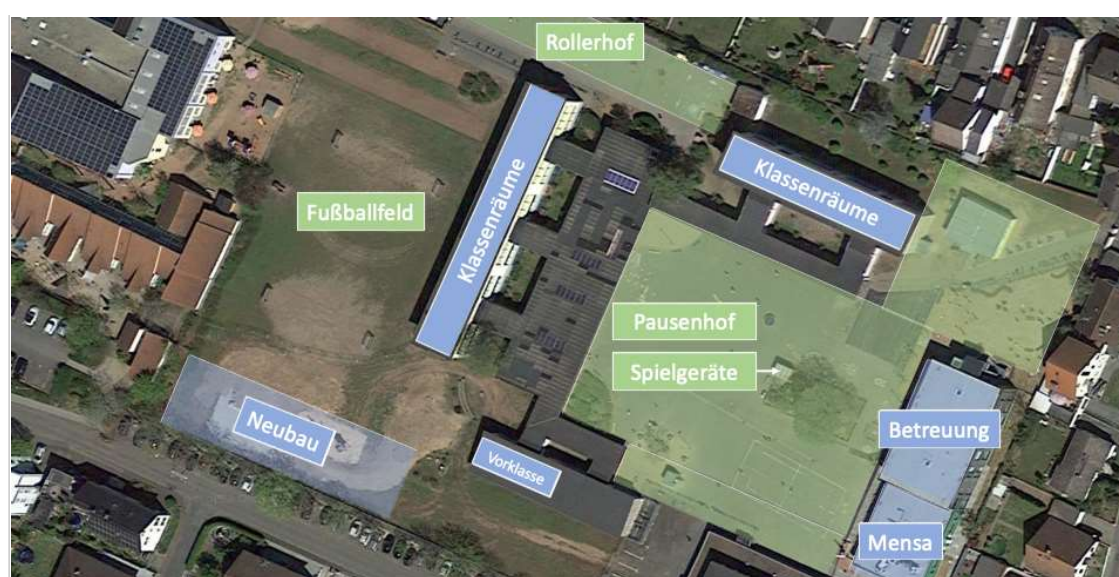 Rollerhof
Klassenräume
Klassenräume
Fußballfeld
Pausenhof
Spielgeräte
Neubau
Vorklasse
Betreuung
Mensa